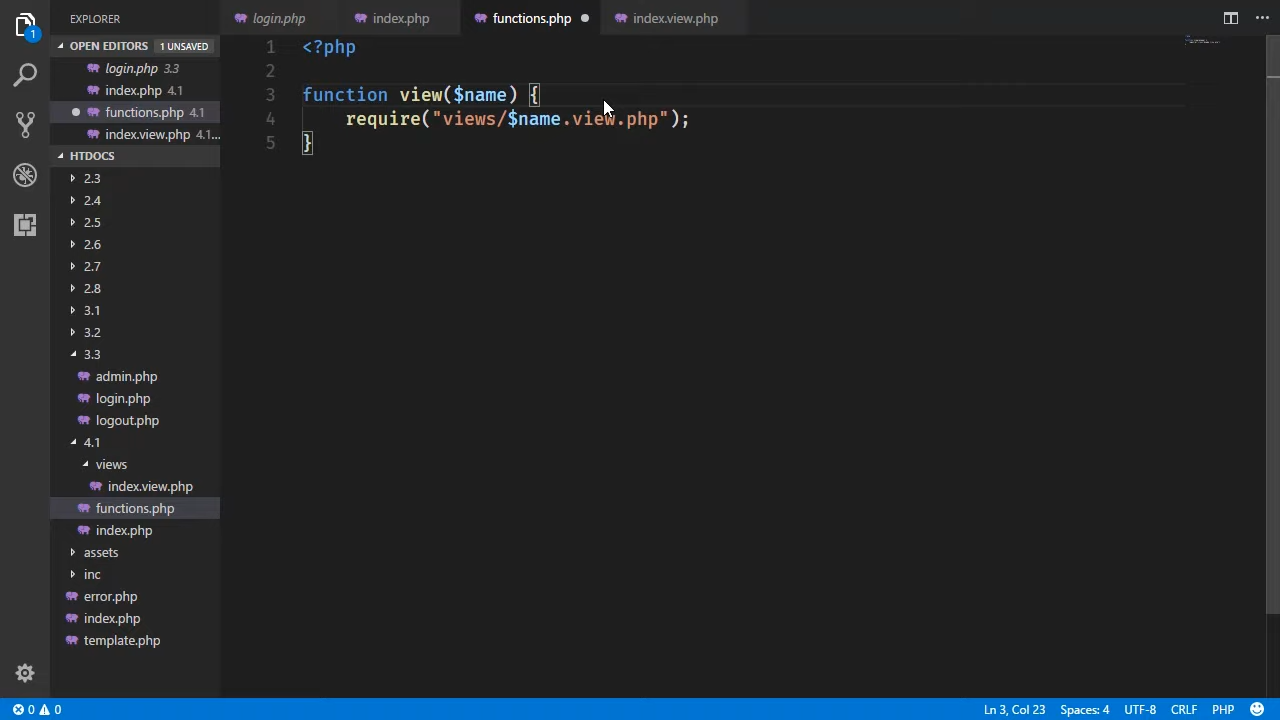 EXPLORER
login.php index.php functions.php index.view.php
OPEN EDITORS 1 UNSAVED
login.php 3.3
index.php 4.1
functions.php 4.1
index.view.php 4.1...
HTDOCS
2.3
2.4
2.5
2.6
2.7
2.8
3.1
3.2
3.3
admin.php
login.php
logout.php
4.1
views
index.view.php
functions.php
index.php
assets
inc
error.php
index.php
template.php
1
1 <?php
2
3 function view($name) {
4 require("views/$name.view.php");
5 }
0 0 Ln 3, Col 23 Spaces: 4 UTF-8 CRLF PHP